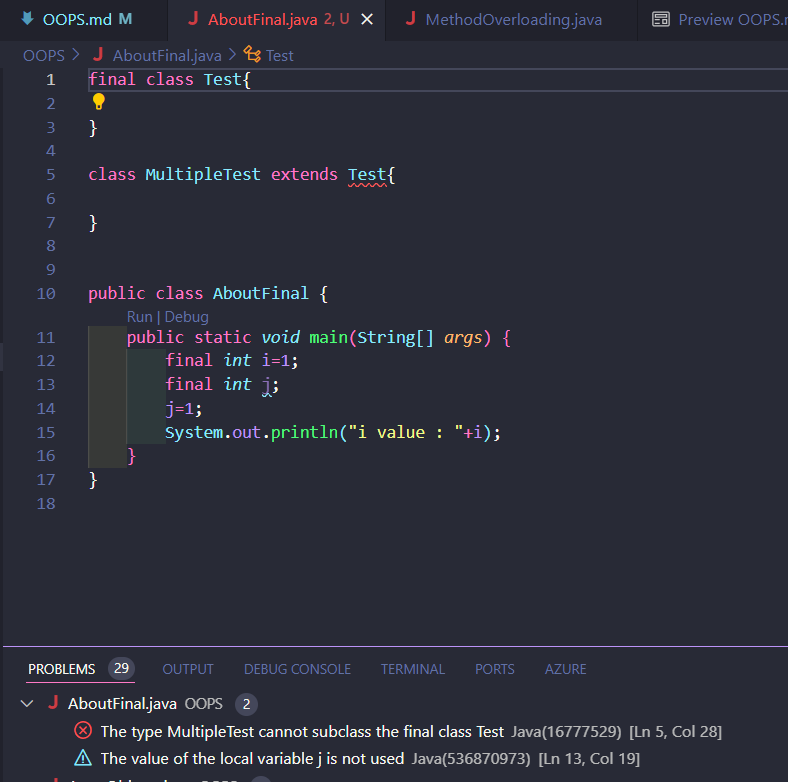 OOPS.md M
J AboutFinal.java 2, U
J MethodOverloading.java
Preview OOPS.
OOPS > J AboutFinal.java > Test
1 final class Test{
2
3 }
4
5 class MultipleTest extends Test{
6
7 }
8
9
10 public class AboutFinal {
Run | Debug
11 public static void main(String[] args) {
12 final int i=1;
13 final int j;
14 j=1;
15 System.out.println("i value : "+i);
16 }
17 }
18
PROBLEMS 29 OUTPUT DEBUG CONSOLE TERMINAL PORTS AZURE
J AboutFinal.java OOPS 2
The type MultipleTest cannot subclass the final class Test Java(16777529) [Ln 5, Col 28]
The value of the local variable j is not used Java(536870973) [Ln 13, Col 19]